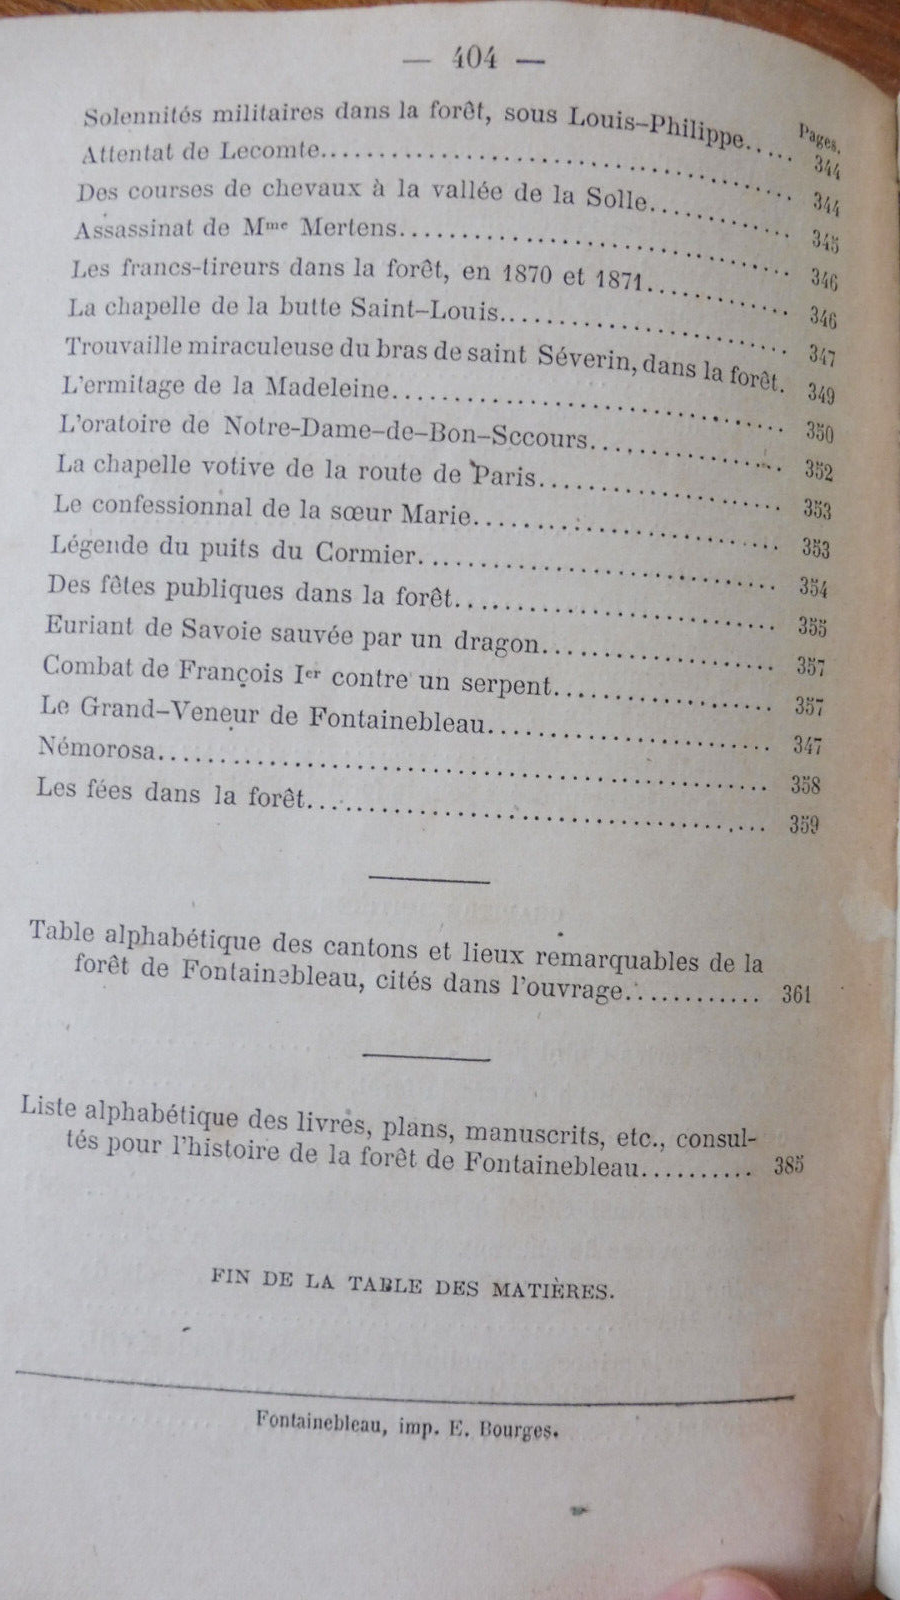 — 404 —
Pages.
Solennités militaires dans la forêt, sous Louis-Philippe..... 344
Attentat de Lecomte........................................ 344
Des courses de chevaux à la vallée de la Solle............. 345
Assassinat de Mme Mertens.................................. 346
Les francs-tireurs dans la forêt, en 1870 et 1871.......... 346
La chapelle de la butte Saint-Louis........................ 347
Trouvaille miraculeuse du bras de saint Séverin, dans la forêt. 349
L'ermitage de la Madeleine................................. 350
L'oratoire de Notre-Dame-de-Bon-Sccours.................... 352
La chapelle votive de la route de Paris.................... 353
Le confessionnal de la sœur Marie.......................... 353
Légende du puits du Cormier................................ 354
Des fêtes publiques dans la forêt.......................... 355
Euriant de Savoie sauvée par un dragon..................... 357
Combat de François Ier contre un serpent................... 357
Le Grand-Veneur de Fontainebleau........................... 347
Némorosa................................................... 358
Les fées dans la forêt..................................... 359
Table alphabétique des cantons et lieux remarquables de la
forêt de Fontainebleau, cités dans l'ouvrage............. 361
Liste alphabétique des livres, plans, manuscrits, etc., consul-
tés pour l'histoire de la forêt de Fontainebleau.......... 385
FIN DE LA TABLE DES MATIÈRES.
Fontainebleau, imp. E. Bourges.